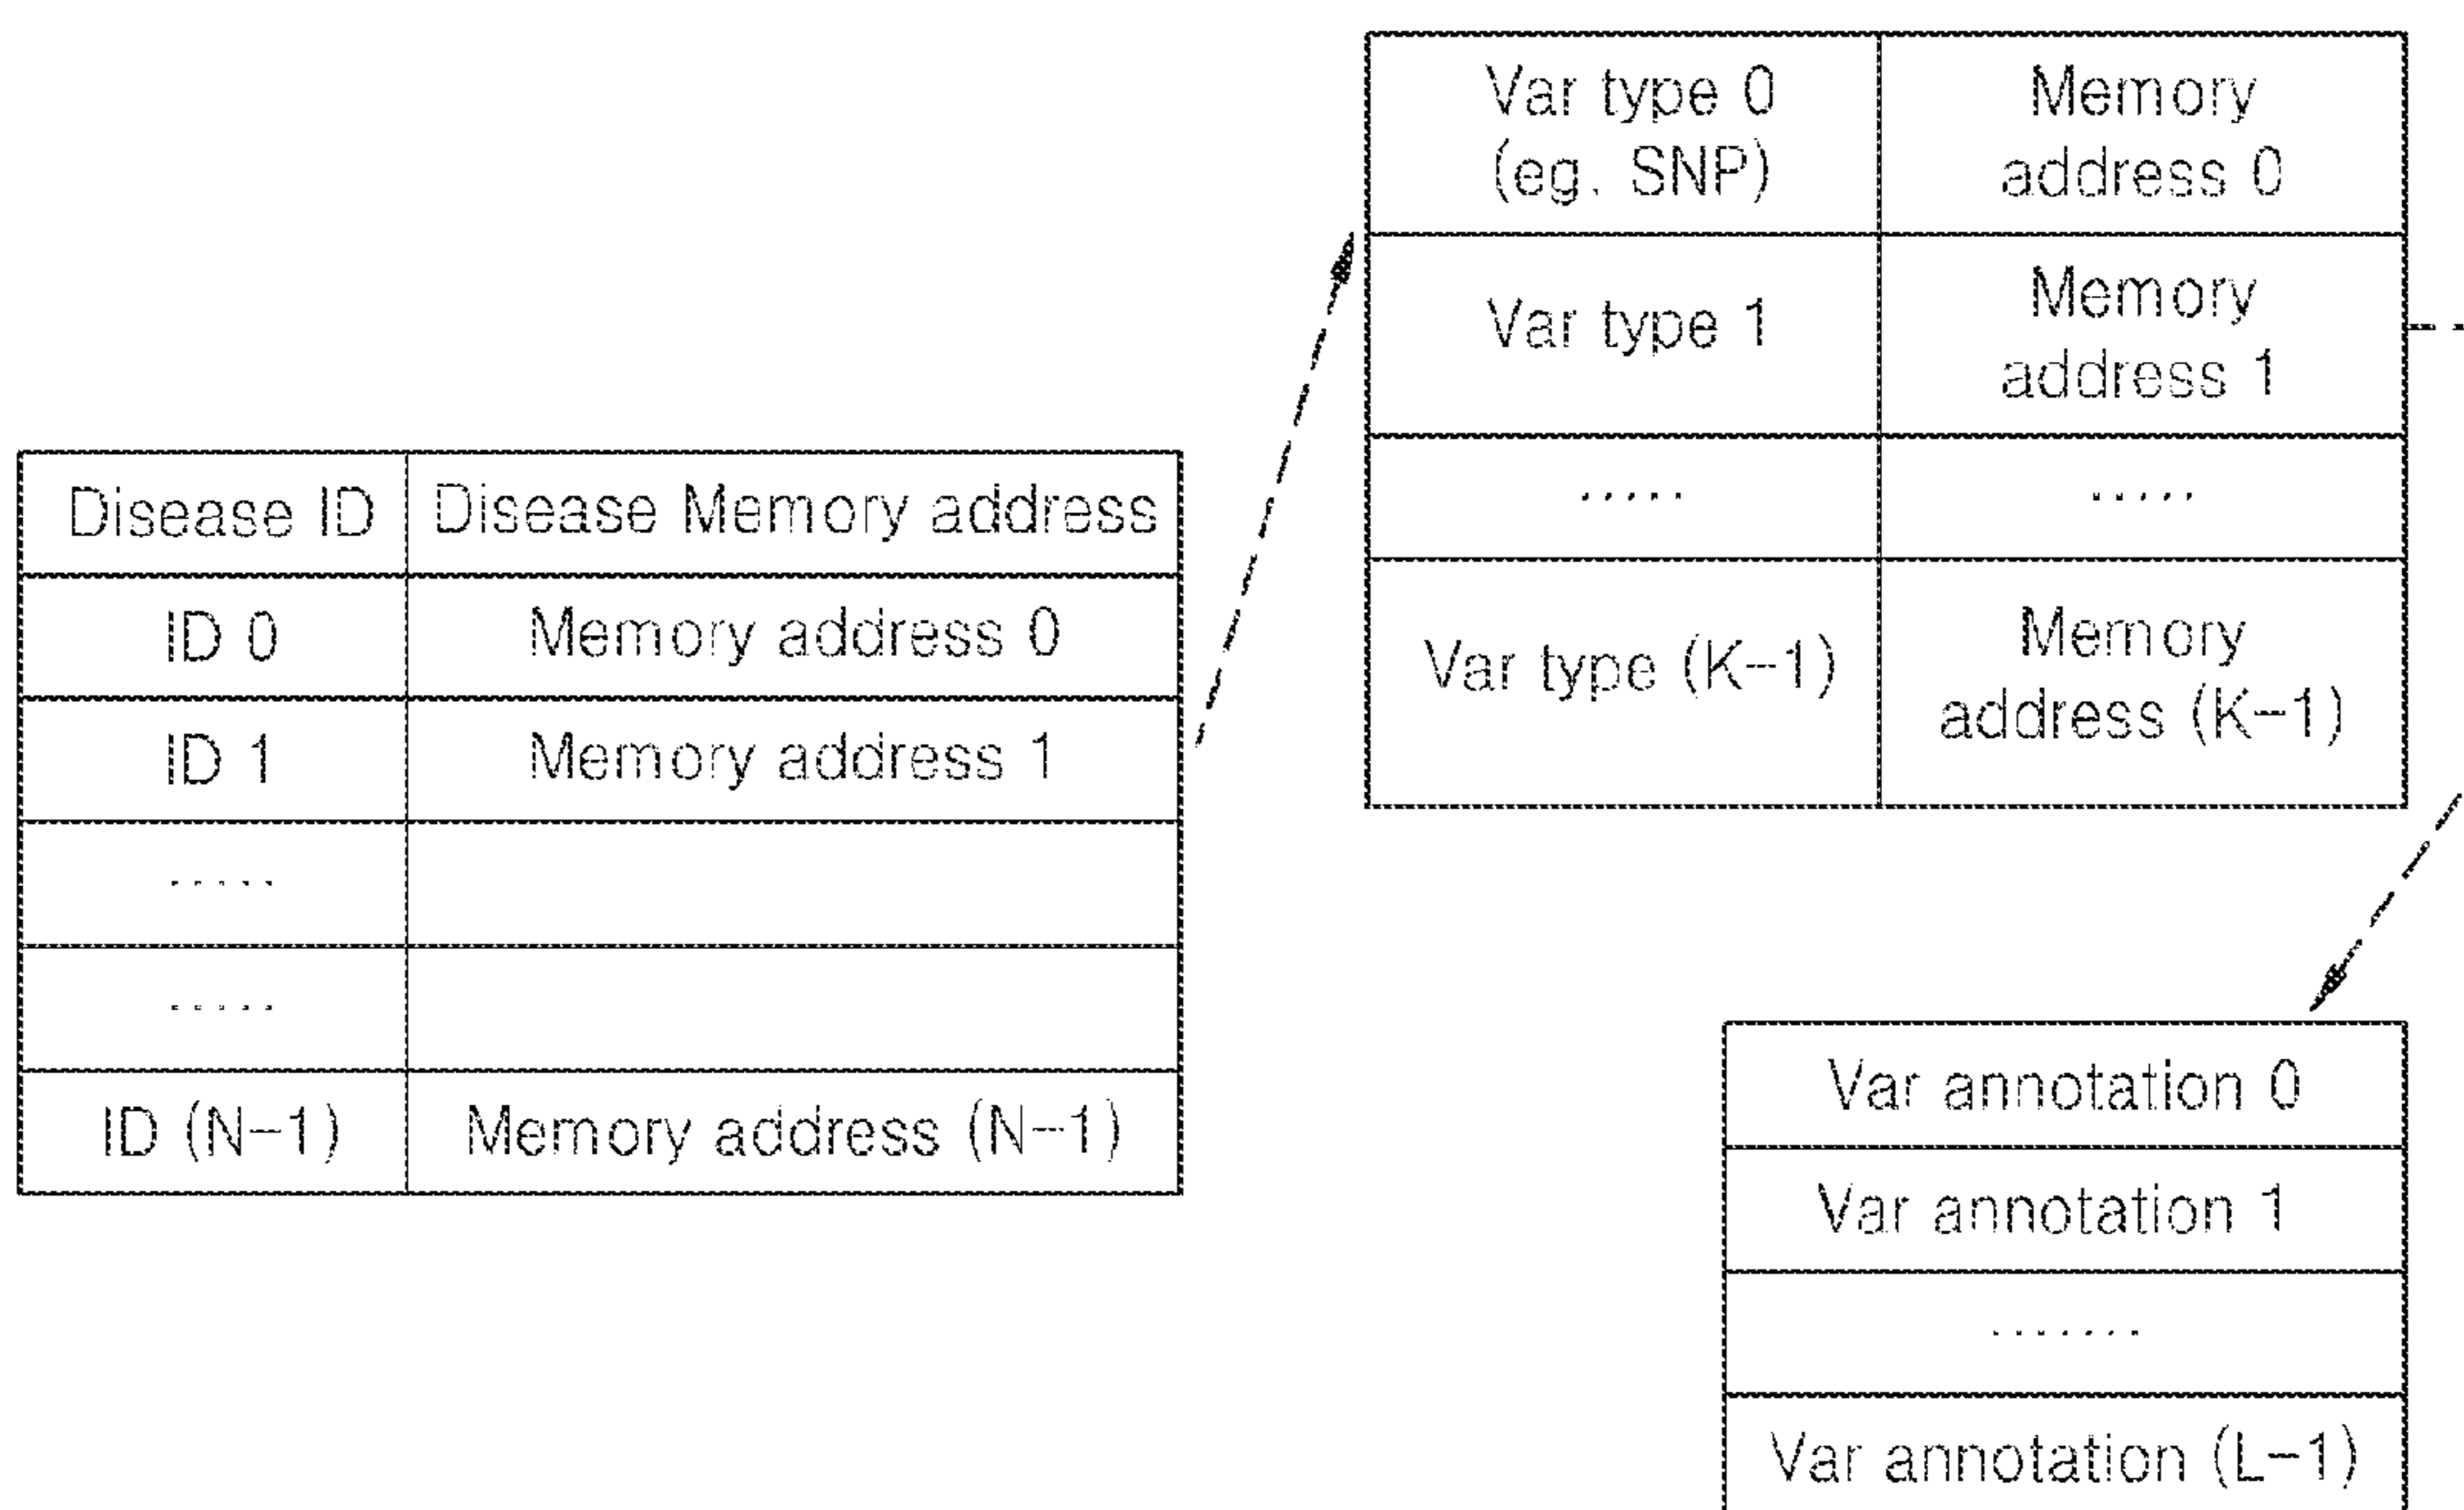 Disease ID Disease Memory address
ID 0 Memory address 0
ID 1 Memory address 1
.....
.....
ID (N-1) Memory address (N-1)
Var type 0
(eg. SNP)
Memory
address 0
Var type 1
Memory
address 1
..... .....
Var type (K-1)
Memory
address (K-1)
Var annotation 0
Var annotation 1
.......
Var annotation (L-1)